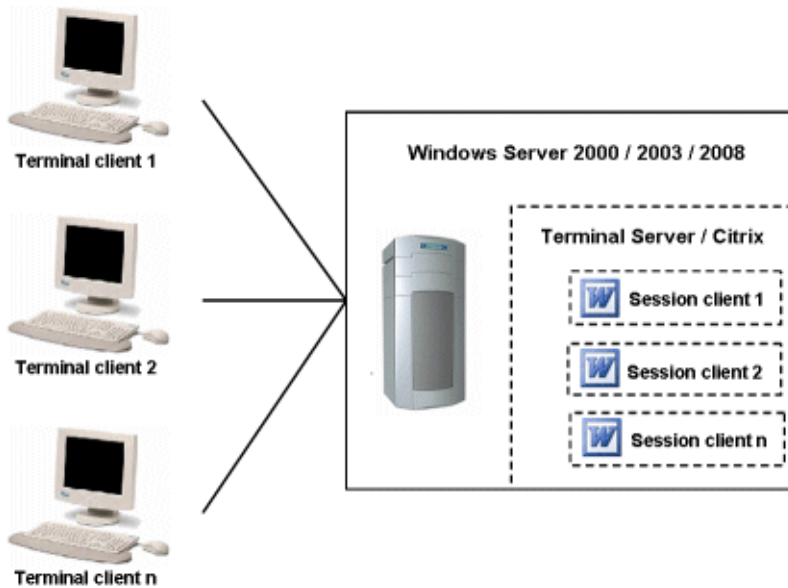 Terminal client 1
Terminal client 2
Terminal client n
Windows Server 2000 / 2003 / 2008
Terminal Server / Citrix
W Session client 1
W Session client 2
W Session client n